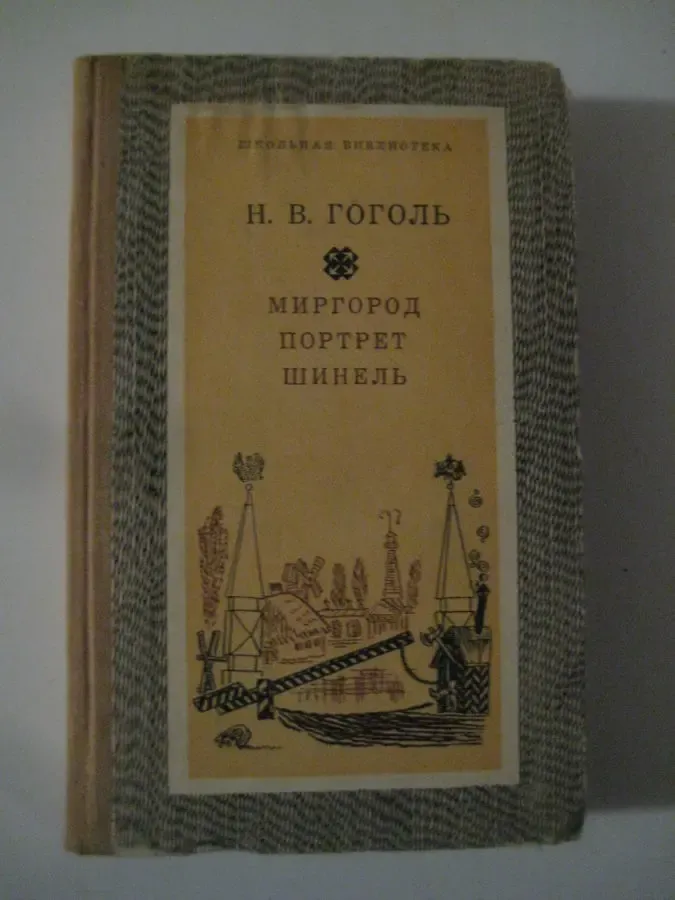 ШКОЛЬНАЯ БИБЛИОТЕКА
Н. В. ГОГОЛЬ
МИРГОРОД
ПОРТРЕТ
ШИНЕЛЬ